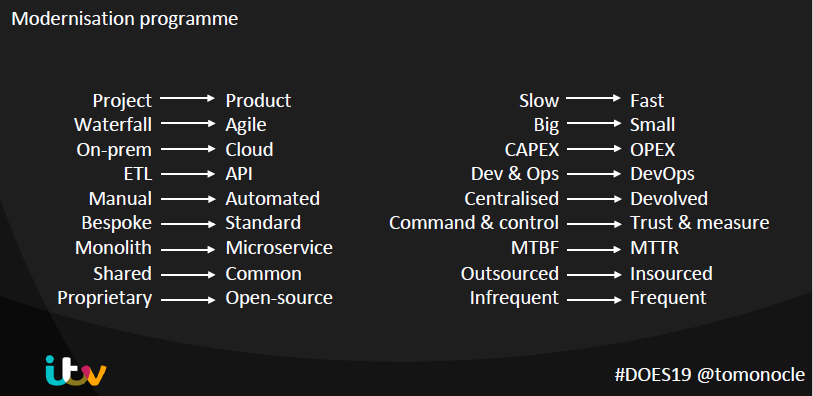 Modernisation programme
Project → Product
Waterfall → Agile
On-prem → Cloud
ETL → API
Manual → Automated
Bespoke → Standard
Monolith → Microservice
Shared → Common
Proprietary → Open-source
Slow → Fast
Big → Small
CAPEX → OPEX
Dev & Ops → DevOps
Centralised → Devolved
Command & control → Trust & measure
MTBF → MTTR
Outsourced → Insourced
Infrequent → Frequent
itv
#DOES19 @tomonocle